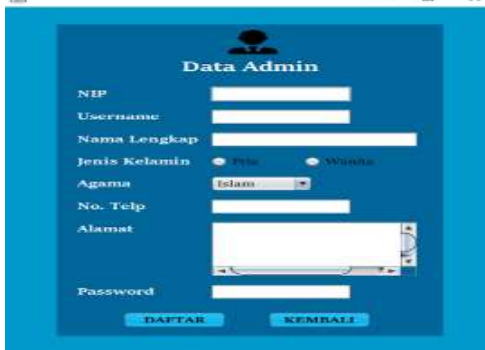 Data Admin
NIP
Username
Nama Lengkap
Jenis Kelamin Pria Wanita
Agama Islam
No. Telp
Alamat
Password
DAFTAR KEMBALI